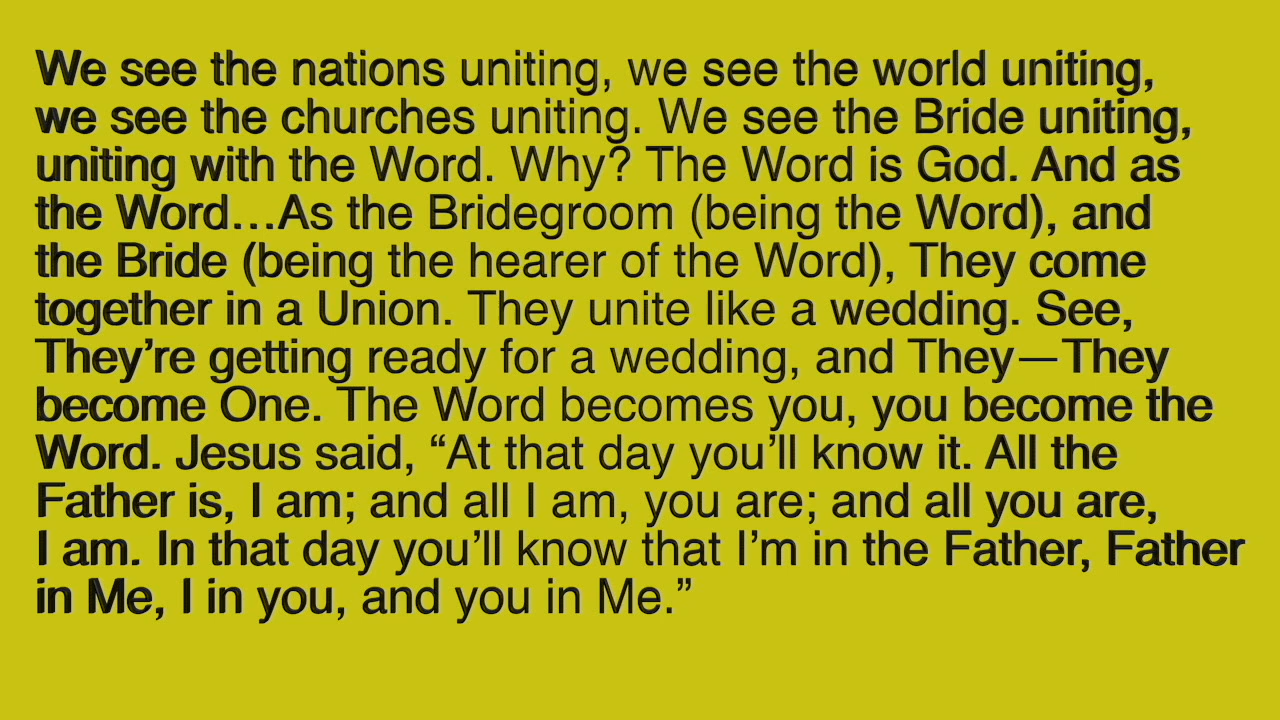 We see the nations uniting, we see the world uniting,
we see the churches uniting. We see the Bride uniting,
uniting with the Word. Why? The Word is God. And as
the Word…As the Bridegroom (being the Word), and
the Bride (being the hearer of the Word), They come
together in a Union. They unite like a wedding. See,
They’re getting ready for a wedding, and They—They
become One. The Word becomes you, you become the
Word. Jesus said, “At that day you’ll know it. All the
Father is, I am; and all I am, you are; and all you are,
I am. In that day you’ll know that I’m in the Father, Father
in Me, I in you, and you in Me.”